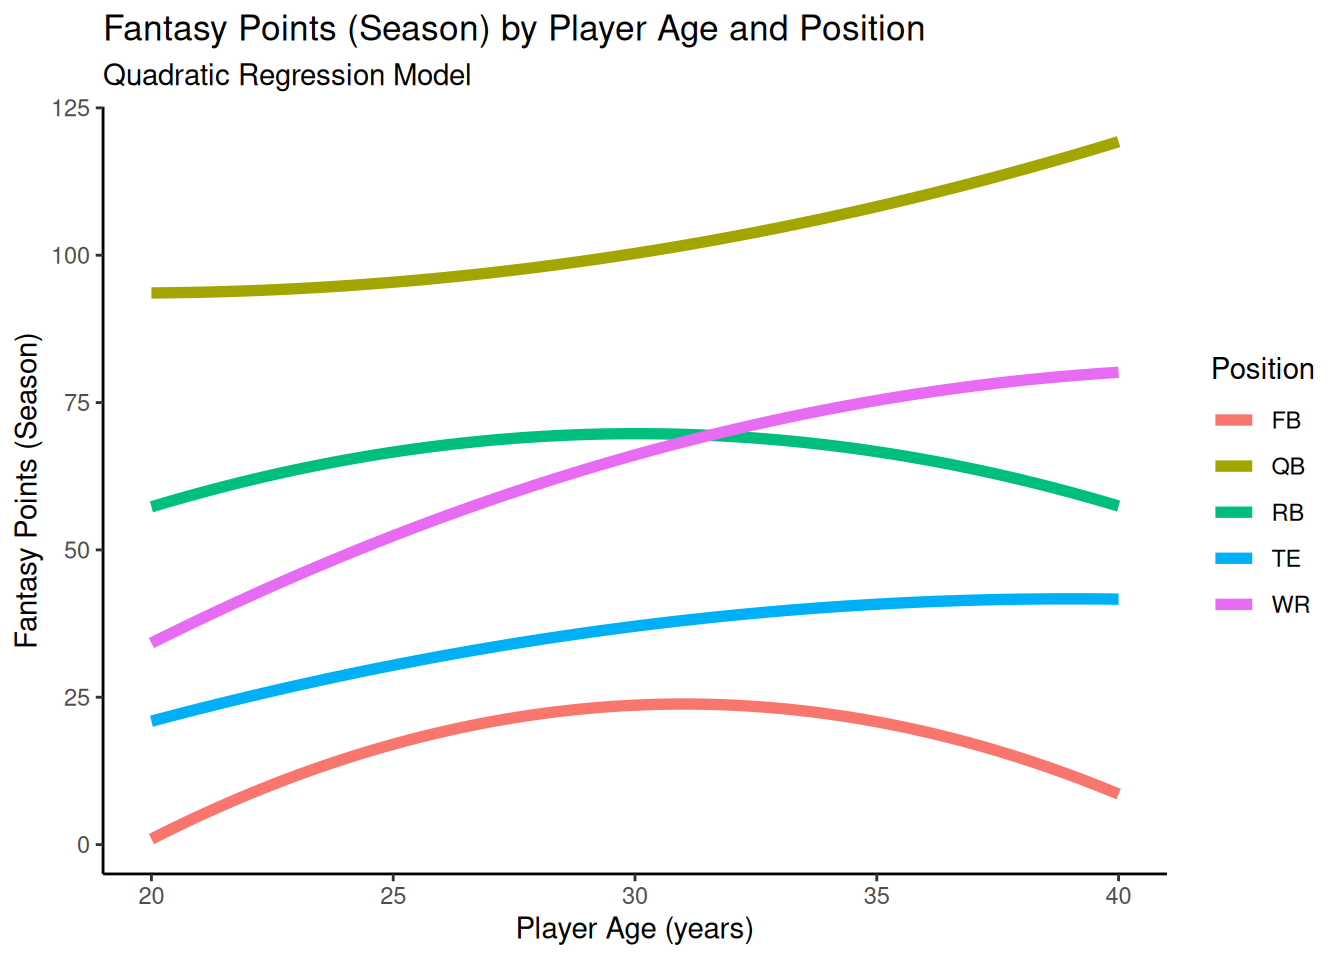 Fantasy Points (Season) by Player Age and Position
Quadratic Regression Model
125
100
75
50
25
0
Fantasy Points (Season)
20 25 30 35 40
Player Age (years)
Position
FB
QB
RB
TE
WR